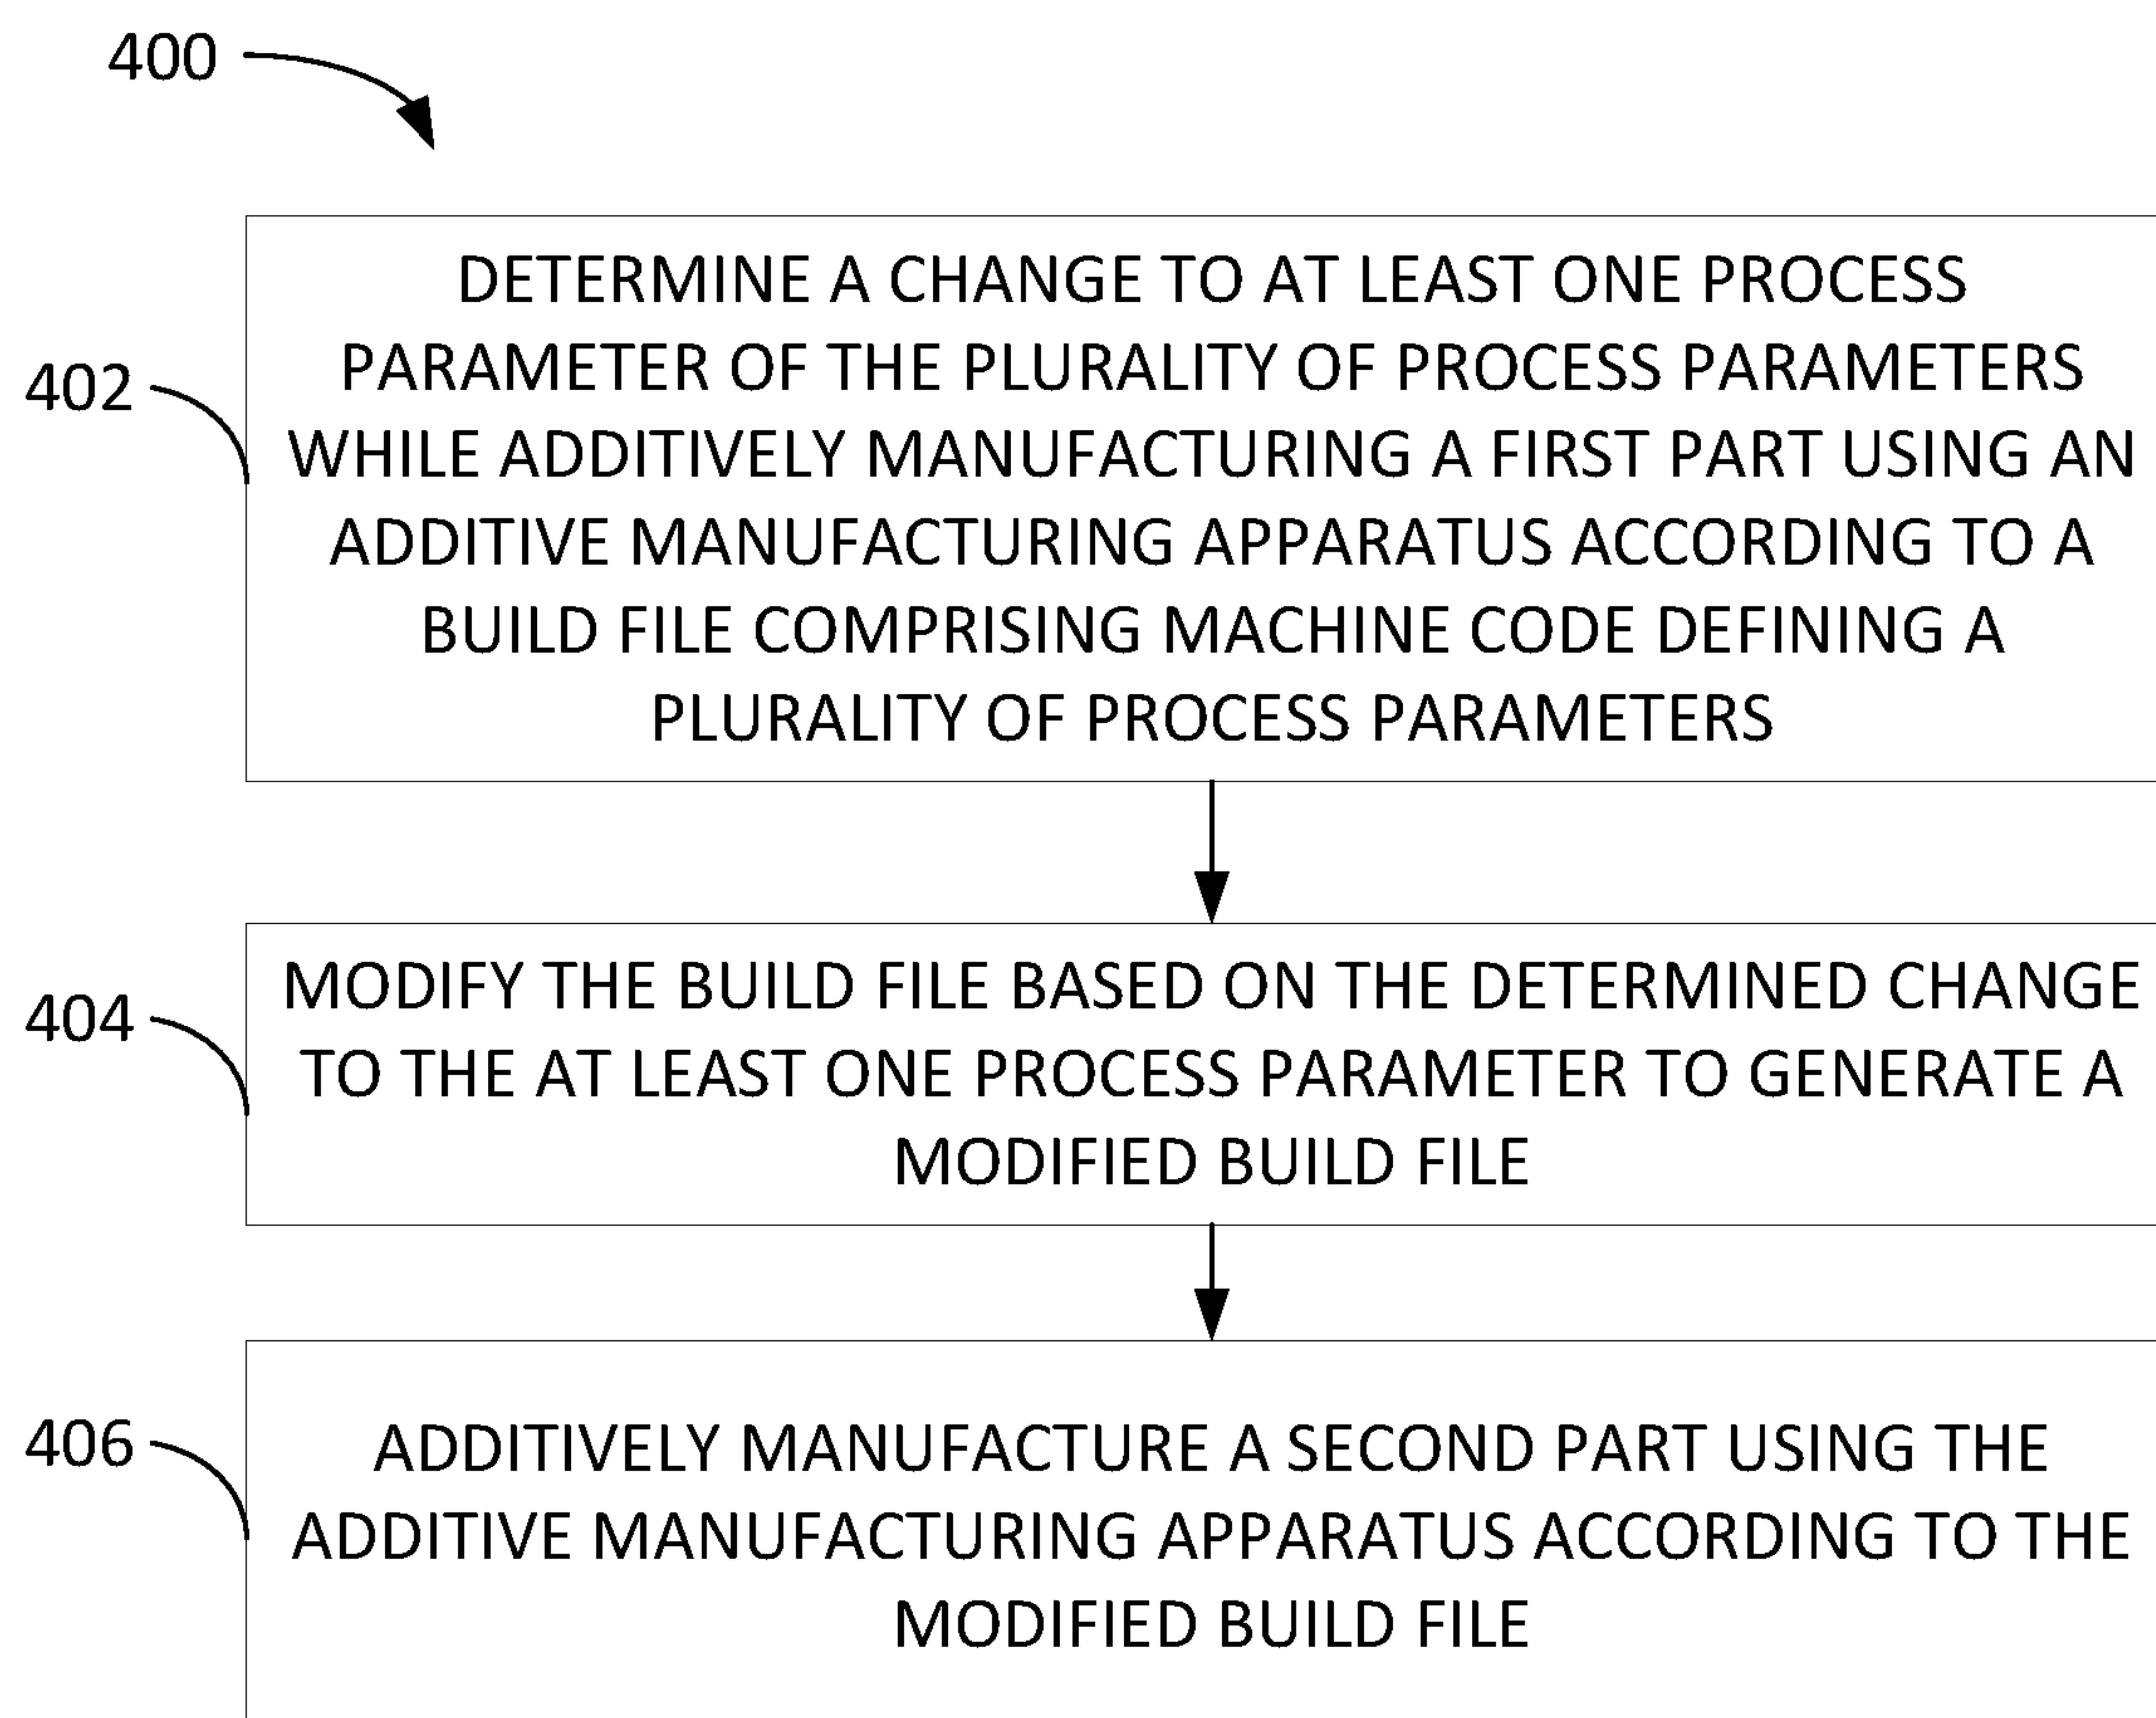 400
402
DETERMINE A CHANGE TO AT LEAST ONE PROCESS
PARAMETER OF THE PLURALITY OF PROCESS PARAMETERS
WHILE ADDITIVELY MANUFACTURING A FIRST PART USING AN
ADDITIVE MANUFACTURING APPARATUS ACCORDING TO A
BUILD FILE COMPRISING MACHINE CODE DEFINING A
PLURALITY OF PROCESS PARAMETERS
404
MODIFY THE BUILD FILE BASED ON THE DETERMINED CHANGE
TO THE AT LEAST ONE PROCESS PARAMETER TO GENERATE A
MODIFIED BUILD FILE
406
ADDITIVELY MANUFACTURE A SECOND PART USING THE
ADDITIVE MANUFACTURING APPARATUS ACCORDING TO THE
MODIFIED BUILD FILE